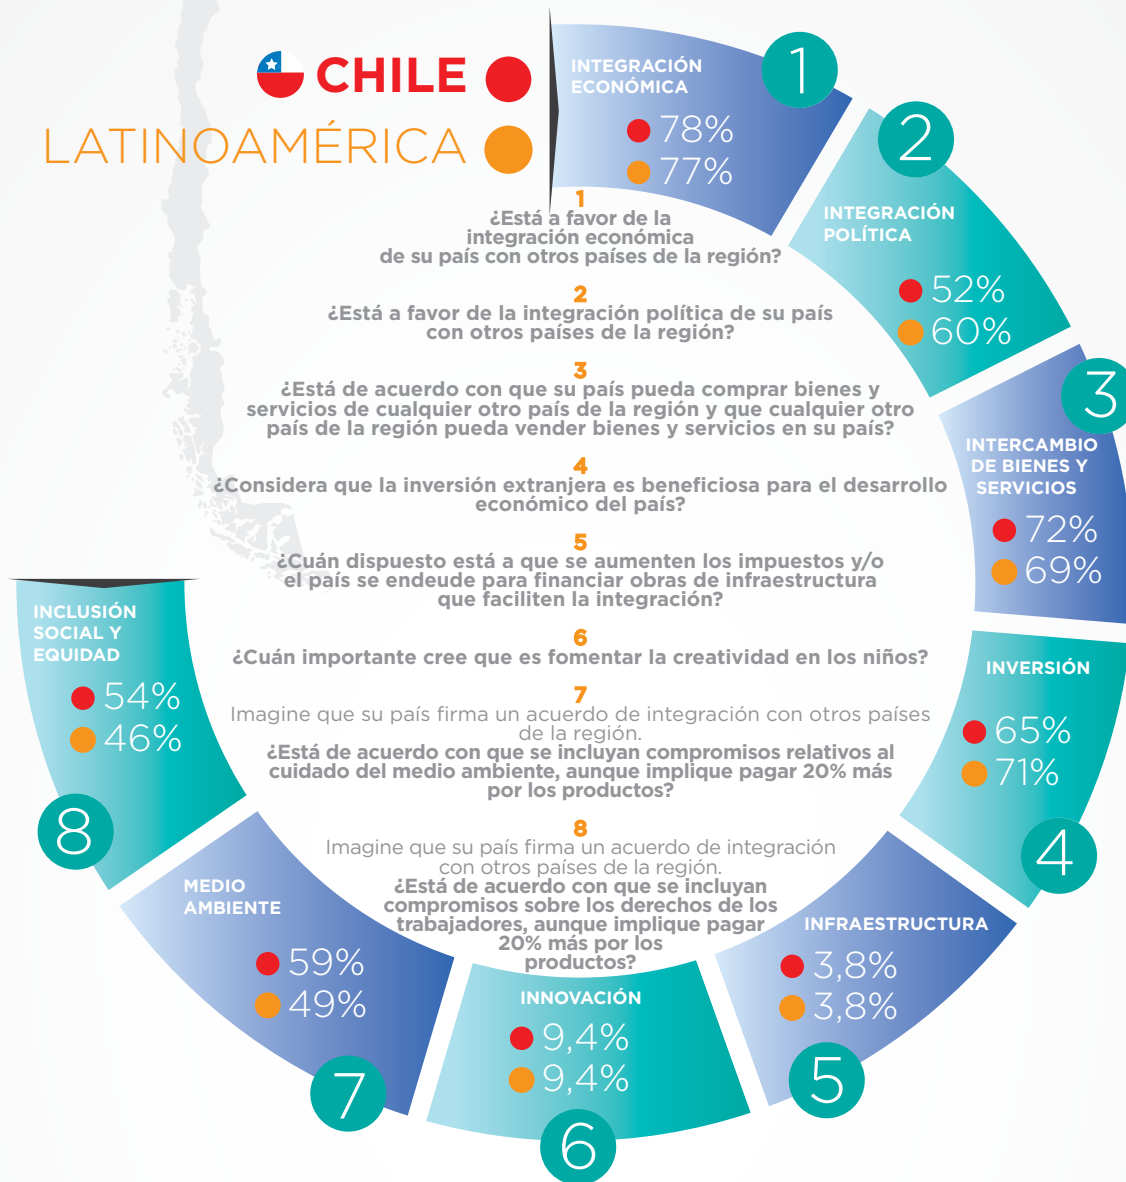 CHILE
LATINOAMÉRICA
INTEGRACIÓN
ECONÓMICA
78%
77%
1
2
INTEGRACIÓN
POLÍTICA
52%
60%
3
INTERCAMBIO
DE BIENES Y
SERVICIOS
72%
69%
INVERSIÓN
65%
71%
4
INFRAESTRUCTURA
3,8%
3,8%
5
INNOVACIÓN
9,4%
9,4%
6
MEDIO
AMBIENTE
59%
49%
7
INCLUSIÓN
SOCIAL Y
EQUIDAD
54%
46%
8
1
¿Está a favor de la
integración económica
de su país con otros países de la región?
2
¿Está a favor de la integración política de su país
con otros países de la región?
3
¿Está de acuerdo con que su país pueda comprar bienes y
servicios de cualquier otro país de la región y que cualquier otro
país de la región pueda vender bienes y servicios en su país?
4
¿Considera que la inversión extranjera es beneficiosa para el desarrollo
económico del país?
5
¿Cuán dispuesto está a que se aumenten los impuestos y/o
el país se endeude para financiar obras de infraestructura
que faciliten la integración?
6
¿Cuán importante cree que es fomentar la creatividad en los niños?
7
Imagine que su país firma un acuerdo de integración con otros países
de la región.
¿Está de acuerdo con que se incluyan compromisos relativos al
cuidado del medio ambiente, aunque implique pagar 20% más
por los productos?
8
Imagine que su país firma un acuerdo de integración
con otros países de la región.
¿Está de acuerdo con que se incluyan
compromisos sobre los derechos de los
trabajadores, aunque implique pagar
20% más por los
productos?